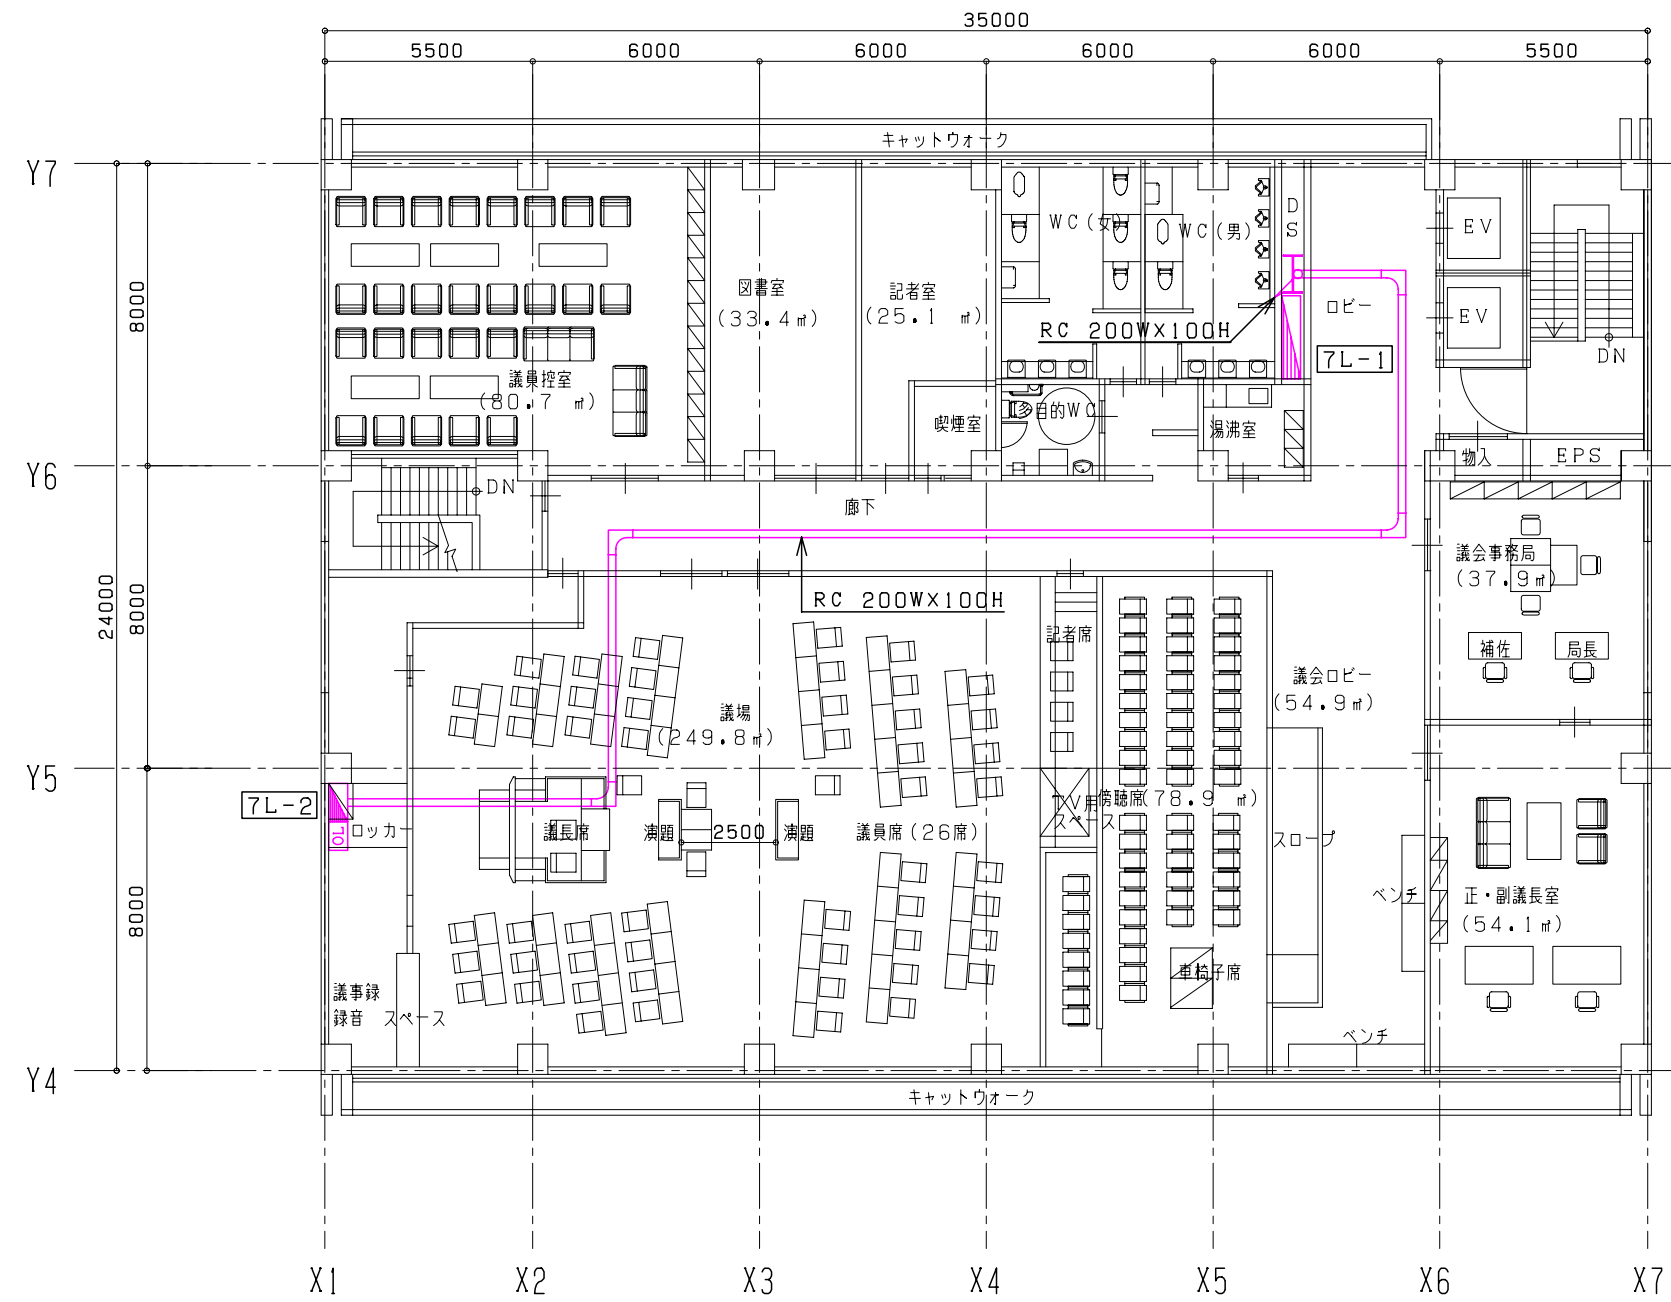 35000
5500 6000 6000 6000 6000 5500
キャットウォーク
Y7
8000
図書室
(33.4㎡)
記者室
(25.1 ㎡)
WC(女)
WC(男)
DS
ロビー
EV
EV
DN
RC 200WX100H
7L-1
議員控室
(80.7 ㎡)
喫煙室
多目的WC
湯沸室
物入
EPS
Y6
DN
廊下
24000
8000
RC 200WX100H
議会事務局
(37.9㎡)
補佐
局長
記者席
議場
(249.8㎡)
議会ロビー
(54.9㎡)
Y5
7L-2
OL
ロッカー
議長席
演題
2500
演題
議員席(26席)
TV用
スペース
傍聴席(78.9 ㎡)
スロープ
8000
ベンチ
正・副議長室
(54.1㎡)
車椅子席
議事録
録音 スペース
ベンチ
Y4
キャットウォーク
X1 X2 X3 X4 X5 X6 X7